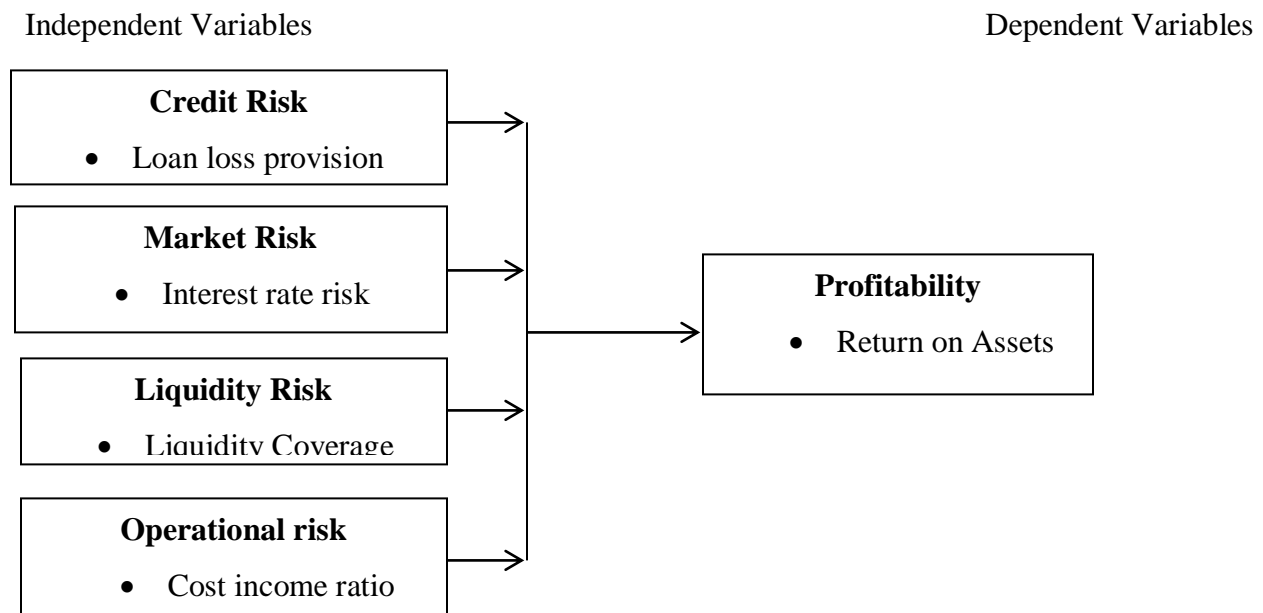 Independent Variables
Dependent Variables
Credit Risk
• Loan loss provision
Market Risk
• Interest rate risk
Liquidity Risk
• Liquidity Coverage
Operational risk
• Cost income ratio
Profitability
• Return on Assets